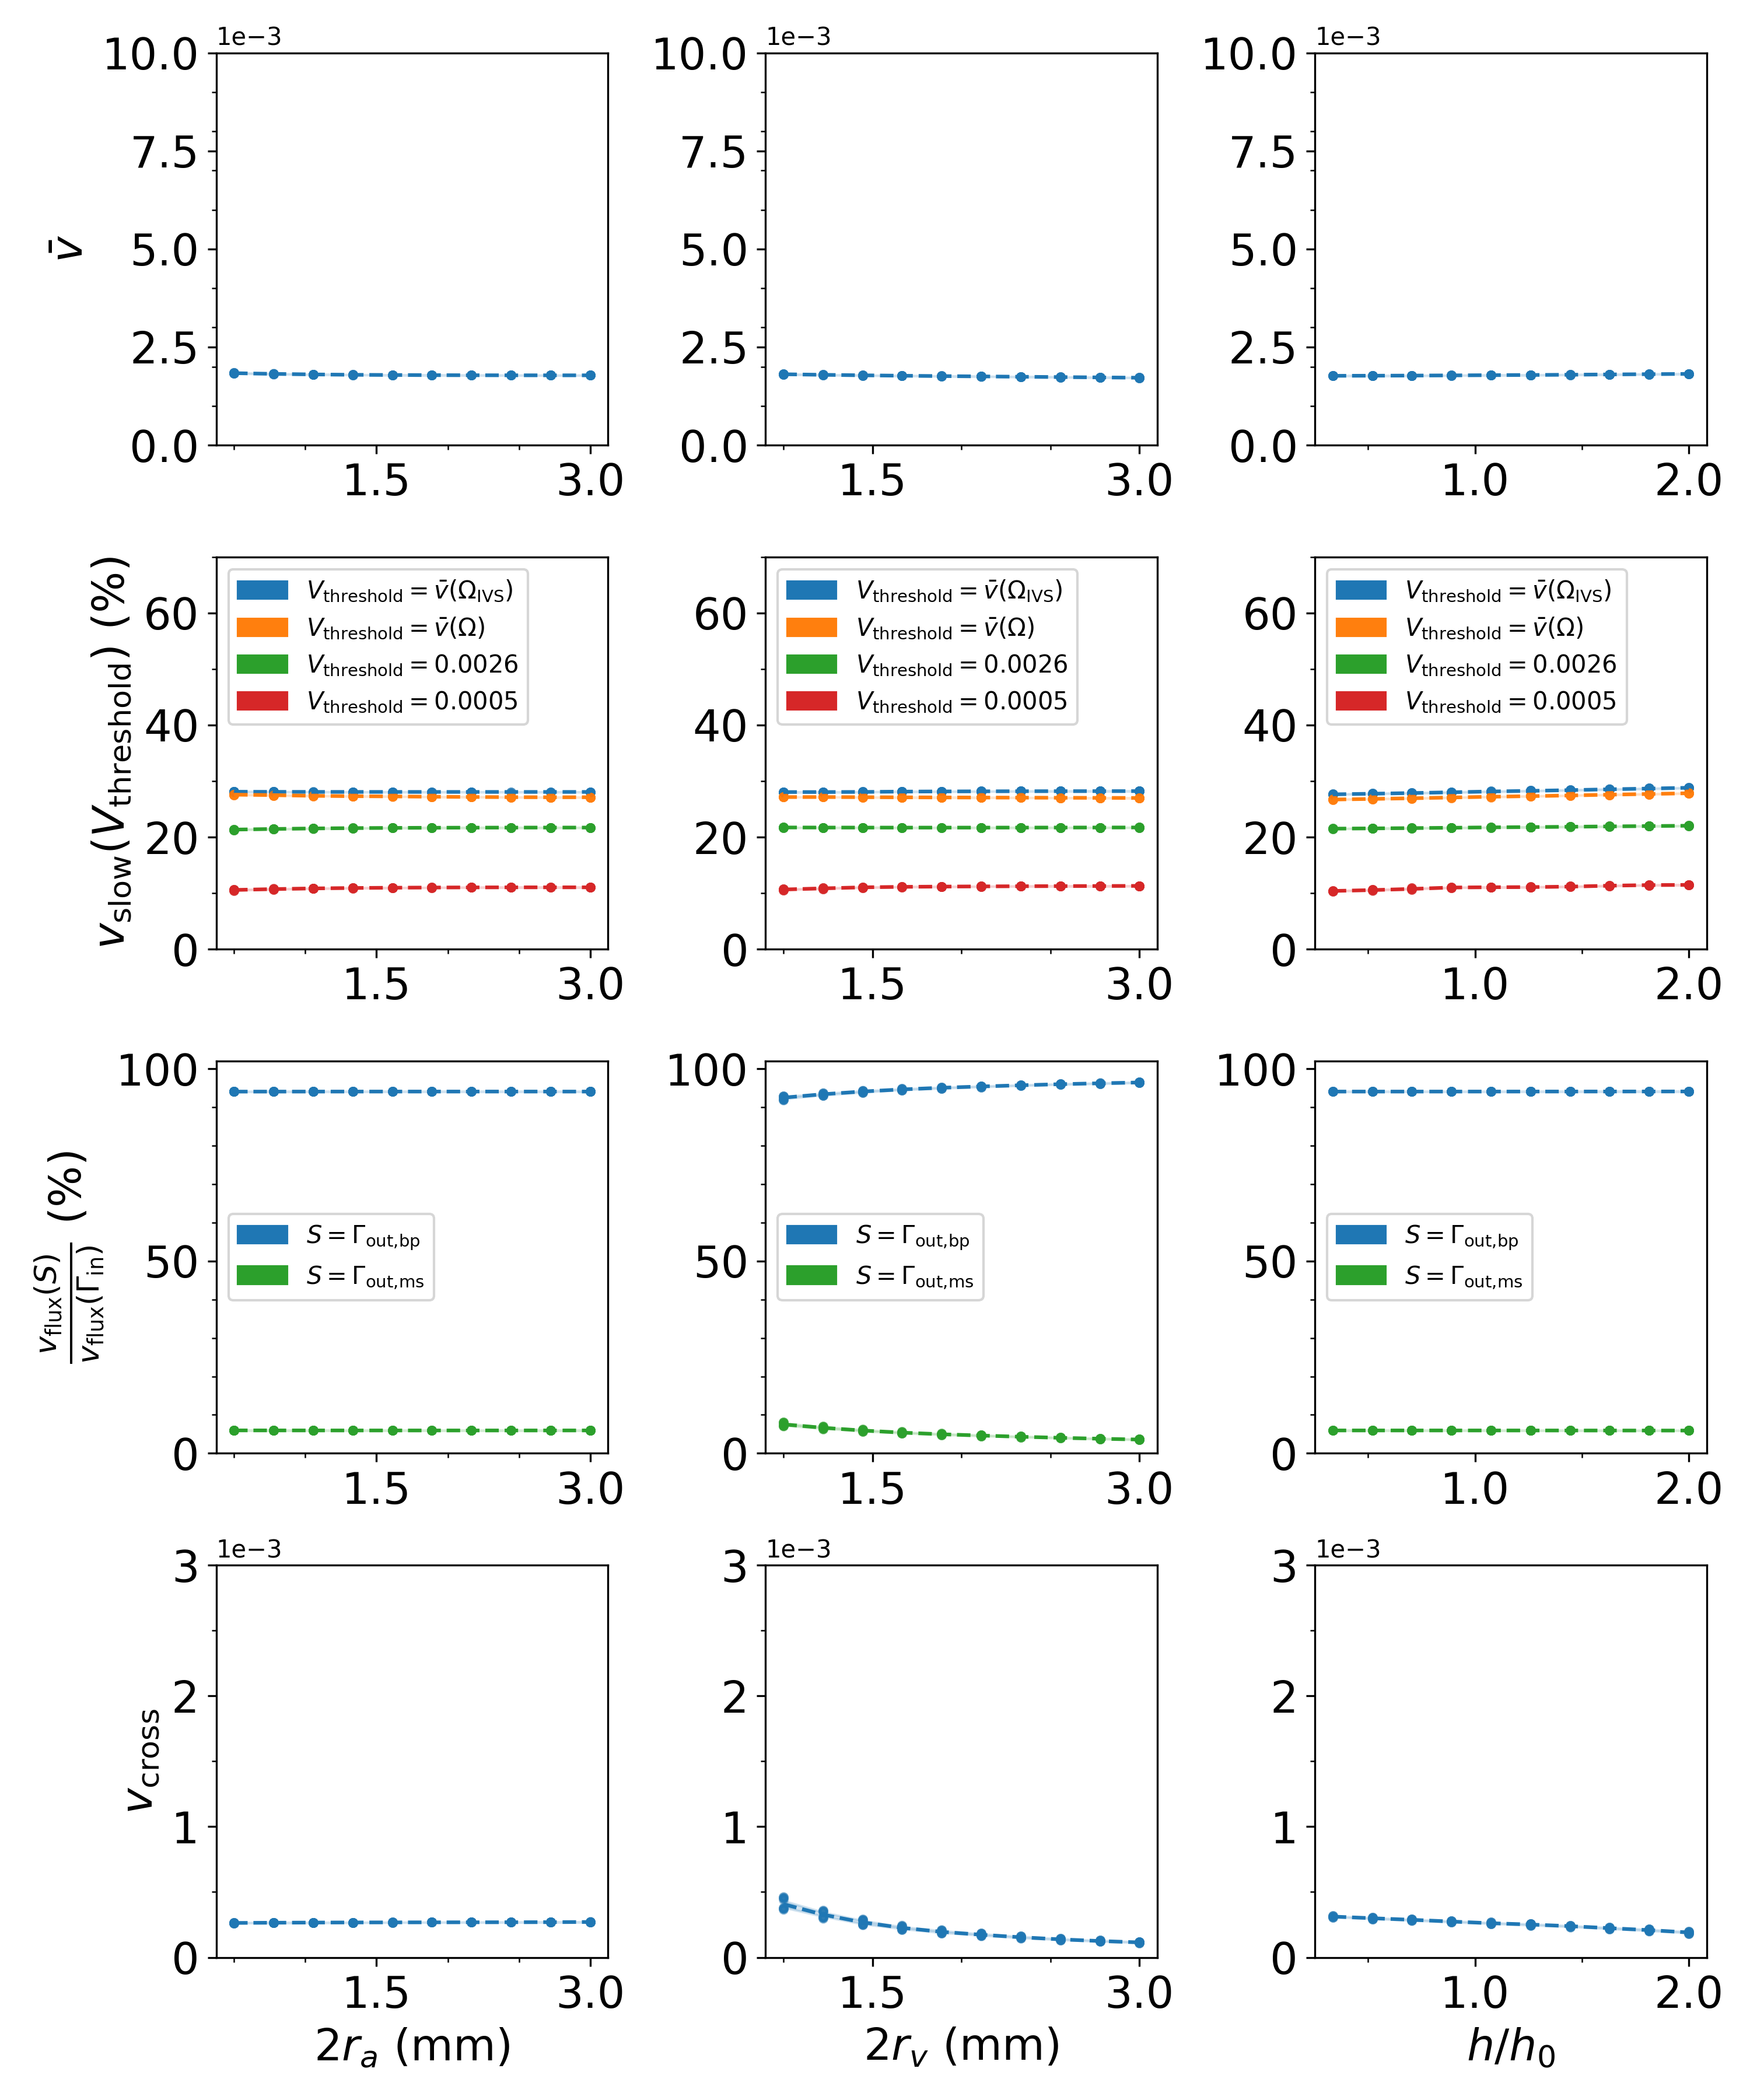 1e−3 1e−3 1e−3
10.0 10.0 10.0
7.5 7.5 7.5
v̄
5.0 5.0 5.0
2.5 2.5 2.5
0.0 0.0 0.0
1.5 3.0 1.5 3.0 1.0 2.0
v_slow(V_threshold) (%)
V_threshold = v̄(Ω_IVS) V_threshold = v̄(Ω_IVS) V_threshold = v̄(Ω_IVS)
60 60 60
V_threshold = v̄(Ω) V_threshold = v̄(Ω) V_threshold = v̄(Ω)
V_threshold = 0.0026 V_threshold = 0.0026 V_threshold = 0.0026
V_threshold = 0.0005 V_threshold = 0.0005 V_threshold = 0.0005
40 40 40
20 20 20
0 0 0
1.5 3.0 1.5 3.0 1.0 2.0
v_flux(S) / v_flux(Γ_in) (%)
100 100 100
S = Γ_out,bp S = Γ_out,bp S = Γ_out,bp
50 50 50
S = Γ_out,ms S = Γ_out,ms S = Γ_out,ms
0 0 0
1.5 3.0 1.5 3.0 1.0 2.0
1e−3 1e−3 1e−3
3 3 3
2 2 2
v_cross
1 1 1
0 0 0
1.5 3.0 1.5 3.0 1.0 2.0
2r_a (mm) 2r_v (mm) h/h_0